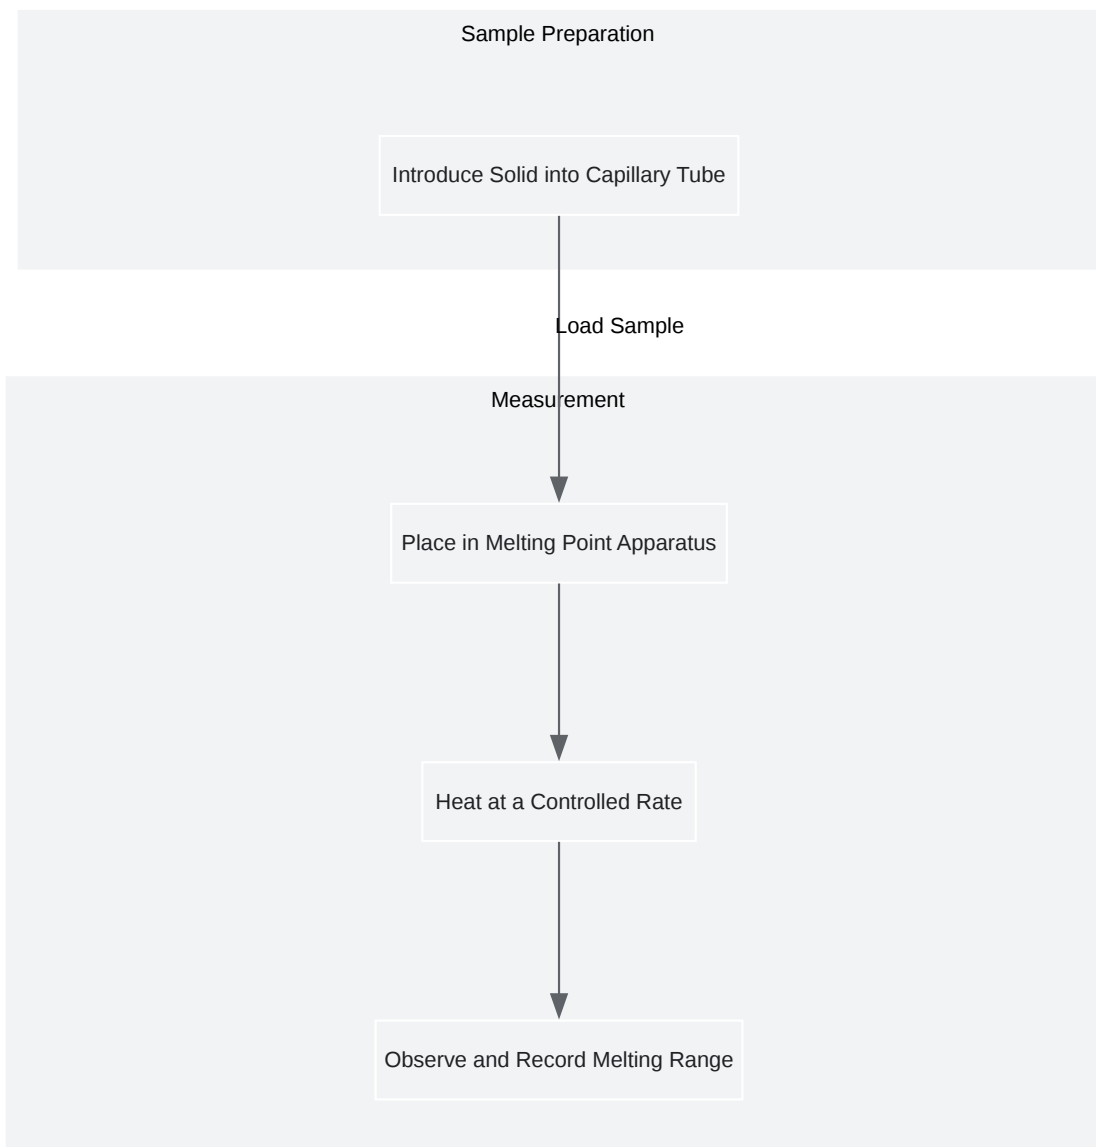 Sample Preparation
Introduce Solid into Capillary Tube
Load Sample
Measurement
Place in Melting Point Apparatus
Heat at a Controlled Rate
Observe and Record Melting Range